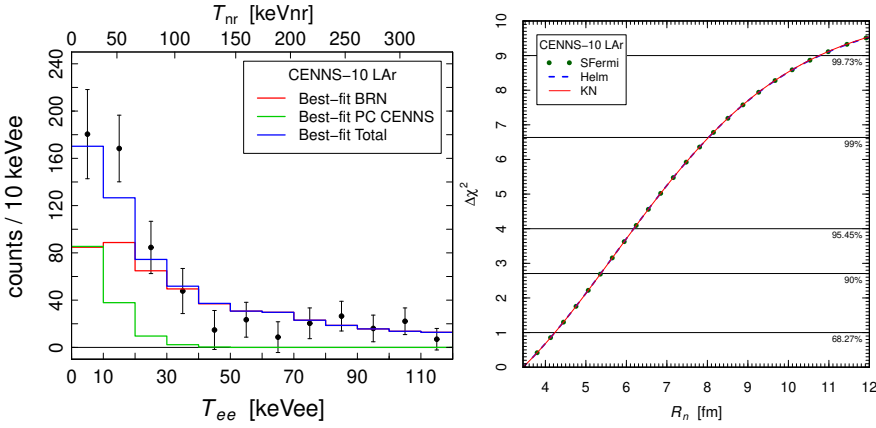 T_nr [keVnr]
0 50 100 200 300
CENNS−10 LAr
Best−fit BRN
Best−fit PC CENNS
Best−fit Total
counts / 10 keVee
0 40 80 120 160 200 240
0 10 30 50 70 90 110
T_ee [keVee]
CENNS−10 LAr
SFermi
Helm
KN
99.73%
99%
95.45%
90%
68.27%
Δχ²
0 1 2 3 4 5 6 7 8 9 10
4 5 6 7 8 9 10 11 12
R_n [fm]